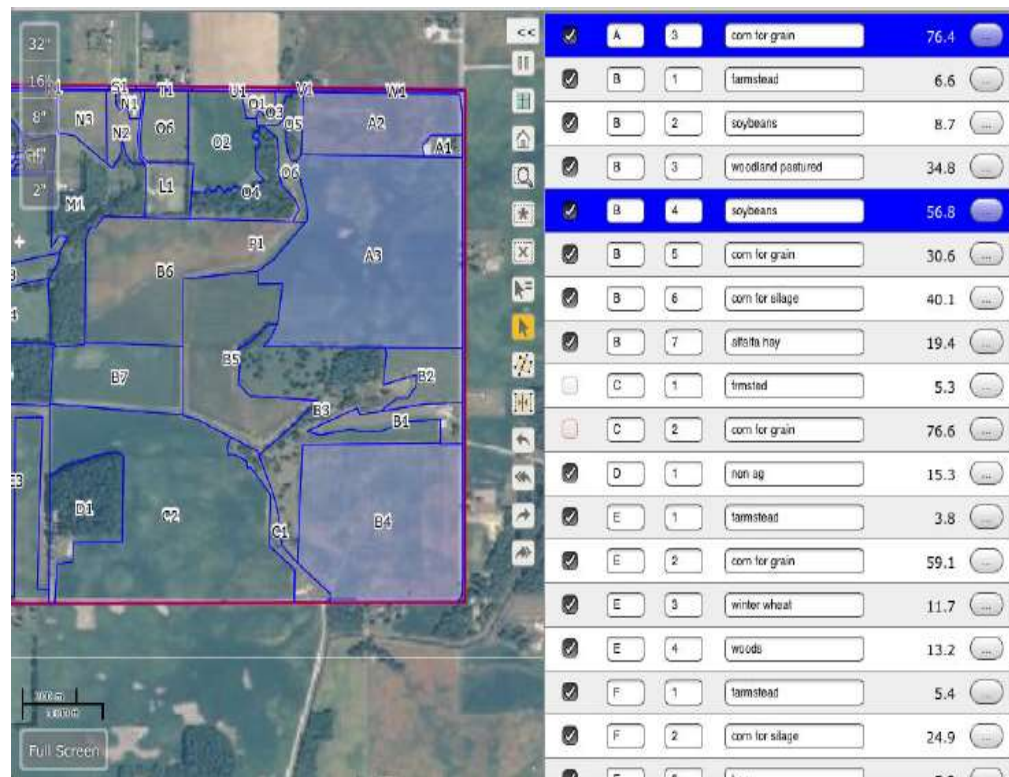 32"
16"
8"
2"
S1
T1
U1
V1
W1
N3
N1
N2
O6
O1
O3
O5
O2
A2
A1
L1
O6
O4
M1
P1
B6
A3
B7
B5
B2
B3
B1
E3
D1
C2
C1
B4
Full Screen
<<
A 3 corn for grain 76.4 ...
B 1 farmstead 6.6 ...
B 2 soybeans 8.7 ...
B 3 woodland pastured 34.8 ...
B 4 soybeans 56.8 ...
B 5 corn for grain 30.6 ...
B 6 corn for silage 40.1 ...
B 7 alfalfa hay 19.4 ...
C 1 frmsted 5.3 ...
C 2 corn for grain 76.6 ...
D 1 non ag 15.3 ...
E 1 farmstead 3.8 ...
E 2 corn for grain 59.1 ...
E 3 winter wheat 11.7 ...
E 4 woods 13.2 ...
F 1 farmstead 5.4 ...
F 2 corn for silage 24.9 ...